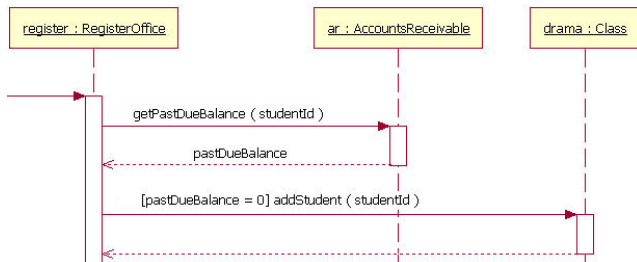 register : RegisterOffice
ar : AccountsReceivable
drama : Class
getPastDueBalance ( studentId )
pastDueBalance
[pastDueBalance = 0] addStudent ( studentId )